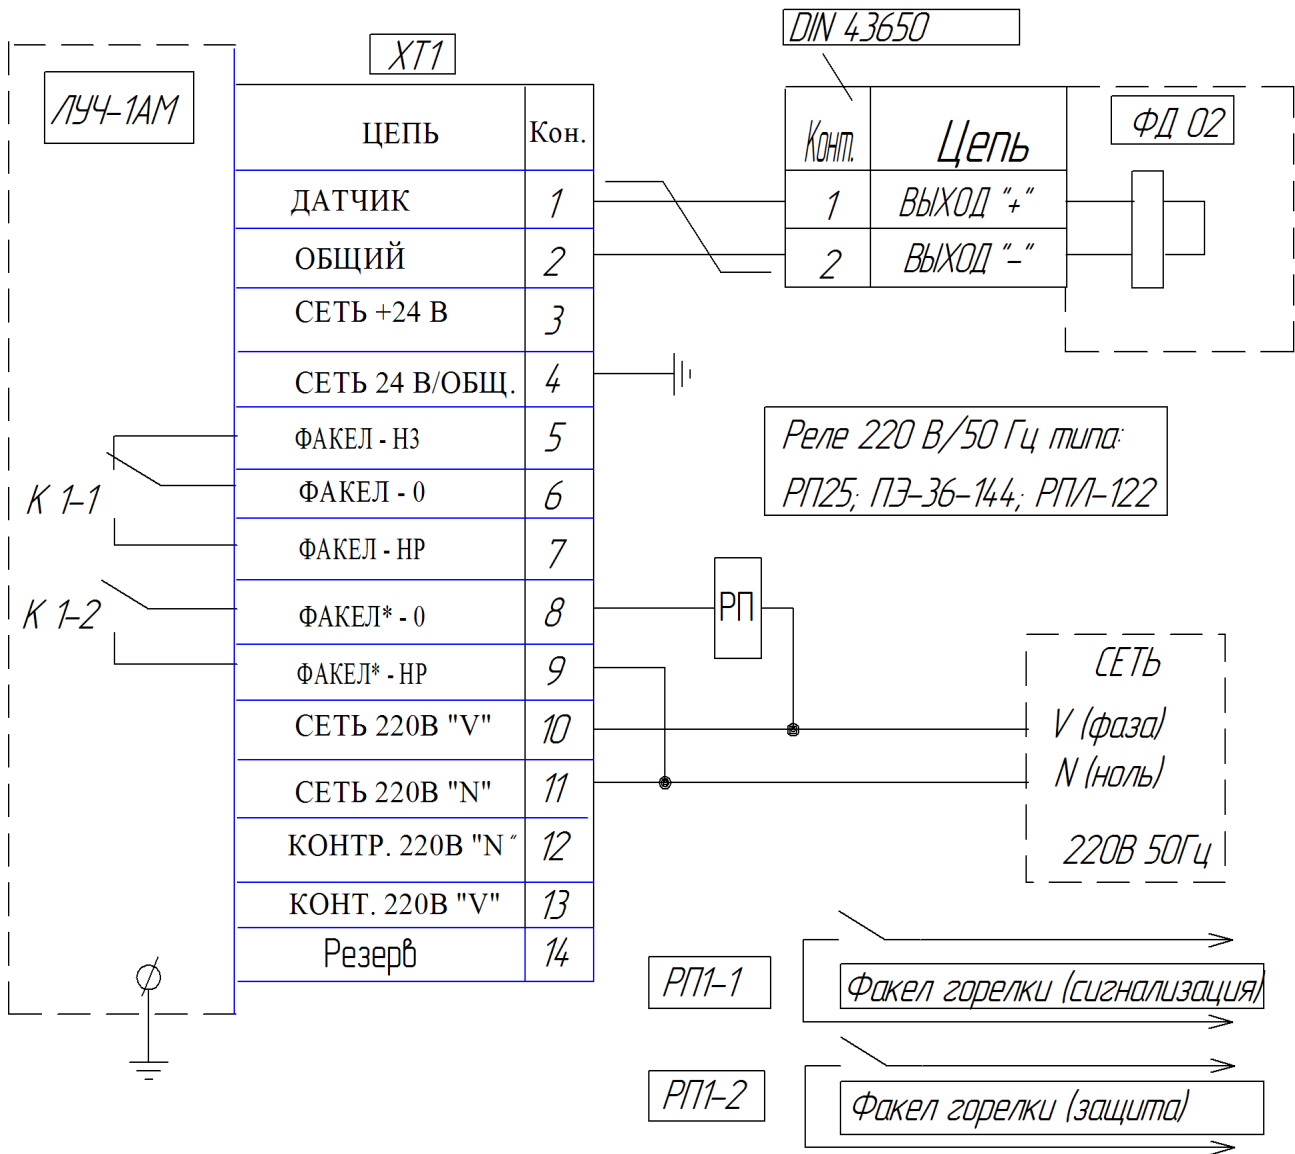 DIN 43650
ХТ1
ЛУЧ-1АМ
ЦЕПЬ Кон.
ДАТЧИК 1
ОБЩИЙ 2
СЕТЬ +24 В 3
СЕТЬ 24 В/ОБЩ. 4
ФАКЕЛ - НЗ 5
ФАКЕЛ - 0 6
ФАКЕЛ - НР 7
ФАКЕЛ* - 0 8
ФАКЕЛ* - НР 9
СЕТЬ 220В "V" 10
СЕТЬ 220В "N" 11
КОНТР. 220В "N" 12
КОНТ. 220В "V" 13
Резерв 14
К 1-1
К 1-2
Конт. Цепь
1 ВЫХОД "+"
2 ВЫХОД "-"
ФД 02
Реле 220 В/50 Гц типа:
РП25; ПЭ-36-144; РПЛ-122
РП
СЕТЬ
V (фаза)
N (ноль)
220В 50Гц
РП1-1
Факел горелки (сигнализация)
РП1-2
Факел горелки (защита)